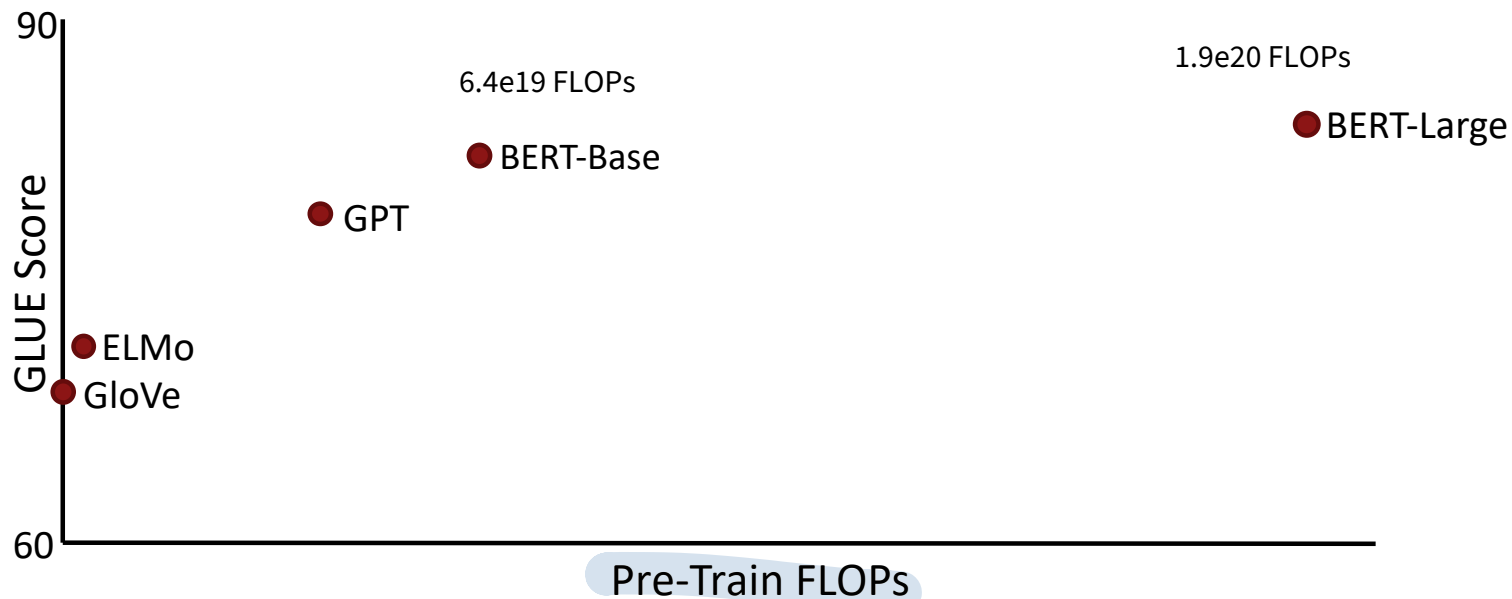 90
1.9e20 FLOPs
6.4e19 FLOPs
BERT-Large
BERT-Base
GPT
GLUE Score
ELMo
GloVe
60
Pre-Train FLOPs